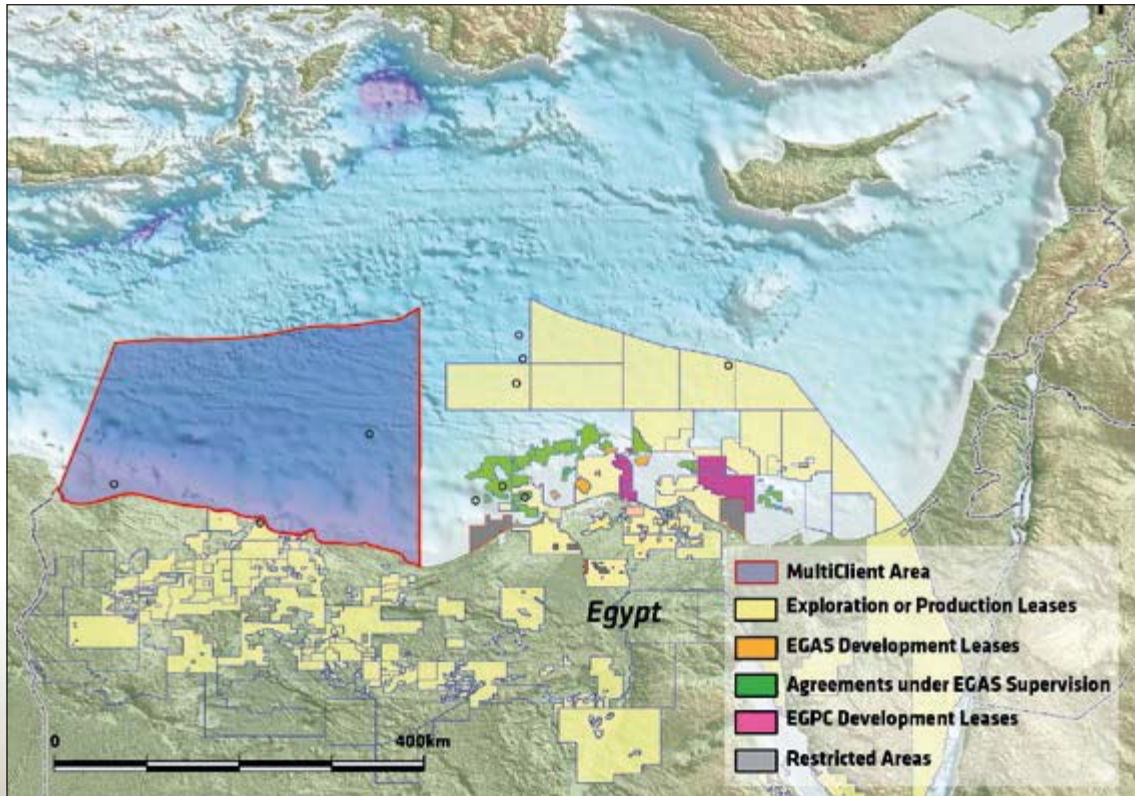 Egypt
MultiClient Area
Exploration or Production Leases
EGAS Development Leases
Agreements under EGAS Supervision
EGPC Development Leases
Restricted Areas
0
400km